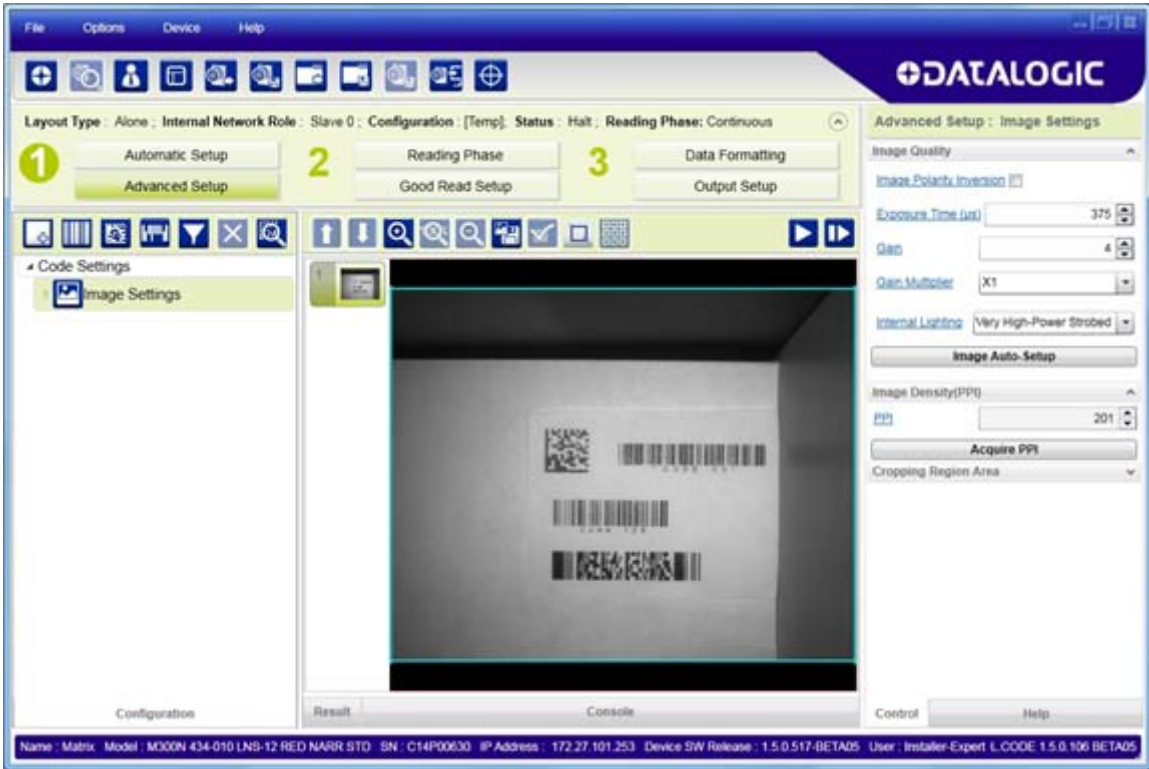 File Options Device Help
DATALOGIC
Layout Type : Alone ; Internal Network Role : Slave 0 ; Configuration : [Temp]; Status : Halt ; Reading Phase: Continuous
Advanced Setup : Image Settings
1 Automatic Setup 2 Reading Phase 3 Data Formatting
Advanced Setup Good Read Setup Output Setup
Image Quality
Image Polarity Inversion
Exposure Time (us) 375
Gain 4
Gain Multiplier X1
Internal Lighting Very High-Power Strobed
Image Auto-Setup
Image Density(PPI)
PPI 201
Acquire PPI
Cropping Region Area
Code Settings
Image Settings
1
CODE 128
Configuration Result Console Control Help
Name : Matrix Model : M300N 434-010 LNS-12 RED NARR STD SN : C14P00630 IP Address : 172.27.101.253 Device SW Release : 1.5.0.517-BETA05 User : Installer-Expert L.CODE 1.5.0.106 BETA05